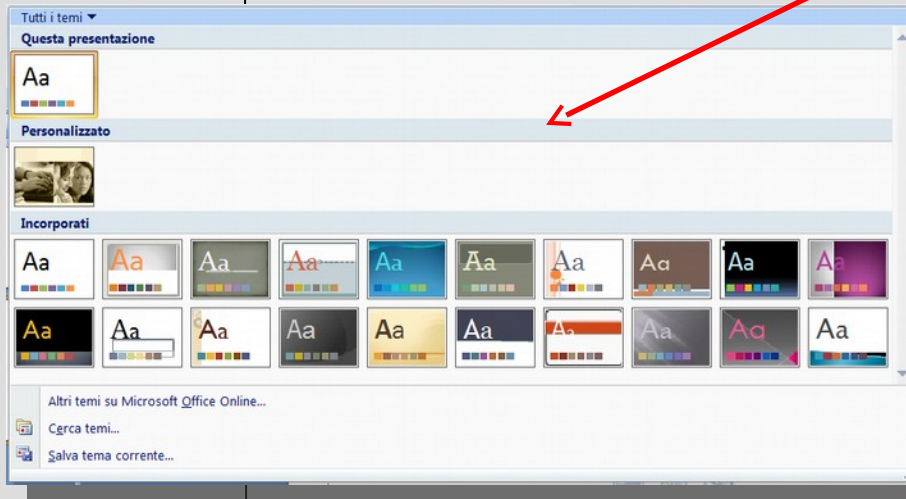 Tutti i temi
Questa presentazione
Aa
Personalizzato
Incorporati
Aa Aa Aa Aa Aa Aa Aa Aa Aa Aa
Aa Aa Aa Aa Aa Aa Aa Aa Aa Aa
Altri temi su Microsoft Office Online...
Cerca temi...
Salva tema corrente...